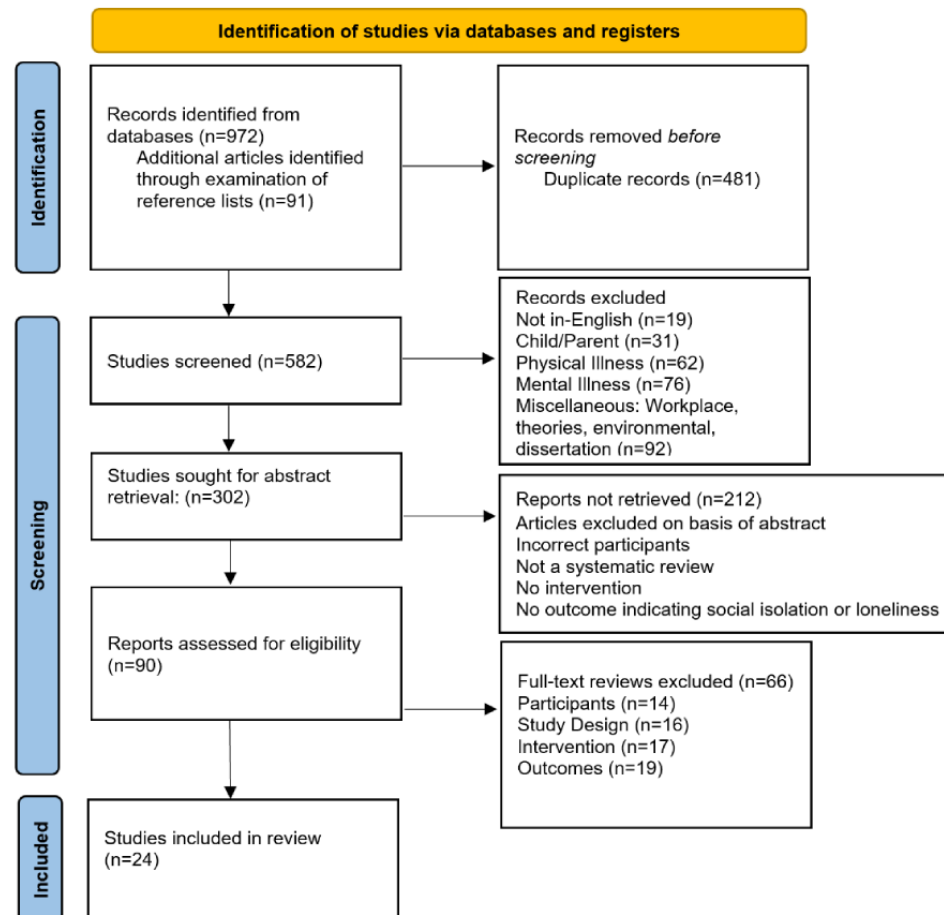 Identification of studies via databases and registers
Identification
Records identified from
databases (n=972)
Additional articles identified
through examination of
reference lists (n=91)
Records removed before
screening
Duplicate records (n=481)
Screening
Studies screened (n=582)
Records excluded
Not in-English (n=19)
Child/Parent (n=31)
Physical Illness (n=62)
Mental Illness (n=76)
Miscellaneous: Workplace,
theories, environmental,
dissertation (n=92)
Studies sought for abstract
retrieval: (n=302)
Reports not retrieved (n=212)
Articles excluded on basis of abstract
Incorrect participants
Not a systematic review
No intervention
No outcome indicating social isolation or loneliness
Reports assessed for eligibility
(n=90)
Full-text reviews excluded (n=66)
Participants (n=14)
Study Design (n=16)
Intervention (n=17)
Outcomes (n=19)
Included
Studies included in review
(n=24)